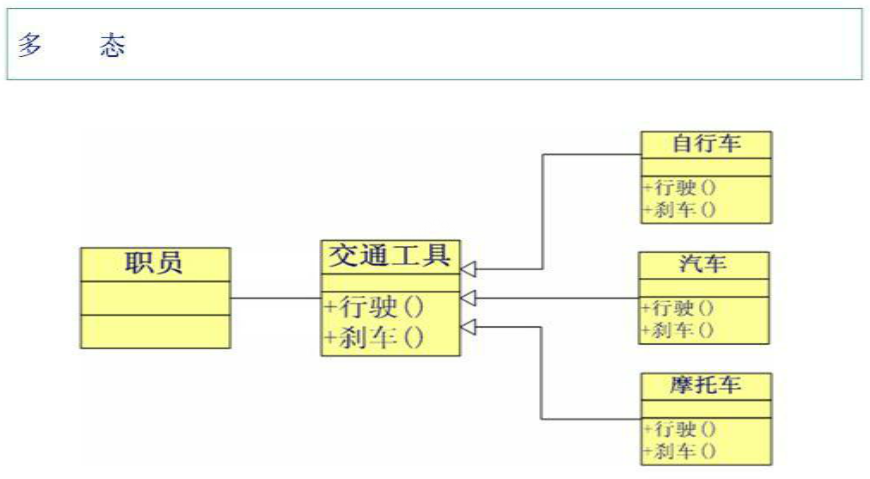 多 态
职员
交通工具
+行驶()
+刹车()
自行车
+行驶()
+刹车()
汽车
+行驶()
+刹车()
摩托车
+行驶()
+刹车()